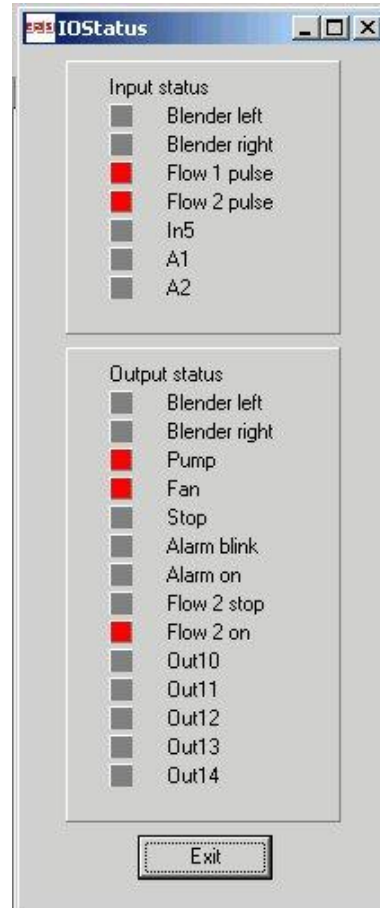 IOStatus
Input status
Blender left
Blender right
Flow 1 pulse
Flow 2 pulse
In5
A1
A2
Output status
Blender left
Blender right
Pump
Fan
Stop
Alarm blink
Alarm on
Flow 2 stop
Flow 2 on
Out10
Out11
Out12
Out13
Out14
Exit